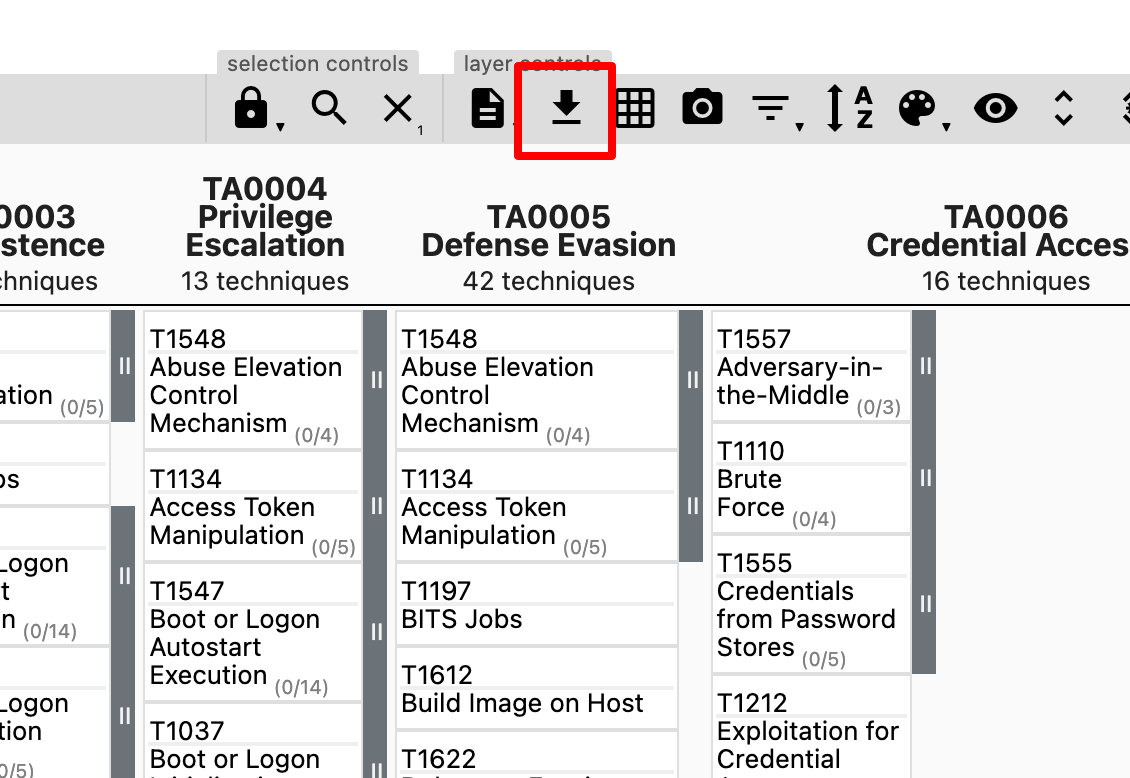 selection controls
layer controls
1
A
Z
0003
stence
chniques
TA0004
Privilege
Escalation
13 techniques
TA0005
Defense Evasion
42 techniques
TA0006
Credential Acces
16 techniques
ation (0/5)
bs
Logon
t
n (0/14)
Logon
tion
0/5)
T1548
Abuse Elevation
Control
Mechanism (0/4)
T1134
Access Token
Manipulation (0/5)
T1547
Boot or Logon
Autostart
Execution (0/14)
T1037
Boot or Logon
T1548
Abuse Elevation
Control
Mechanism (0/4)
T1134
Access Token
Manipulation (0/5)
T1197
BITS Jobs
T1612
Build Image on Host
T1622
T1557
Adversary-in-
the-Middle (0/3)
T1110
Brute
Force (0/4)
T1555
Credentials
from Password
Stores (0/5)
T1212
Exploitation for
Credential